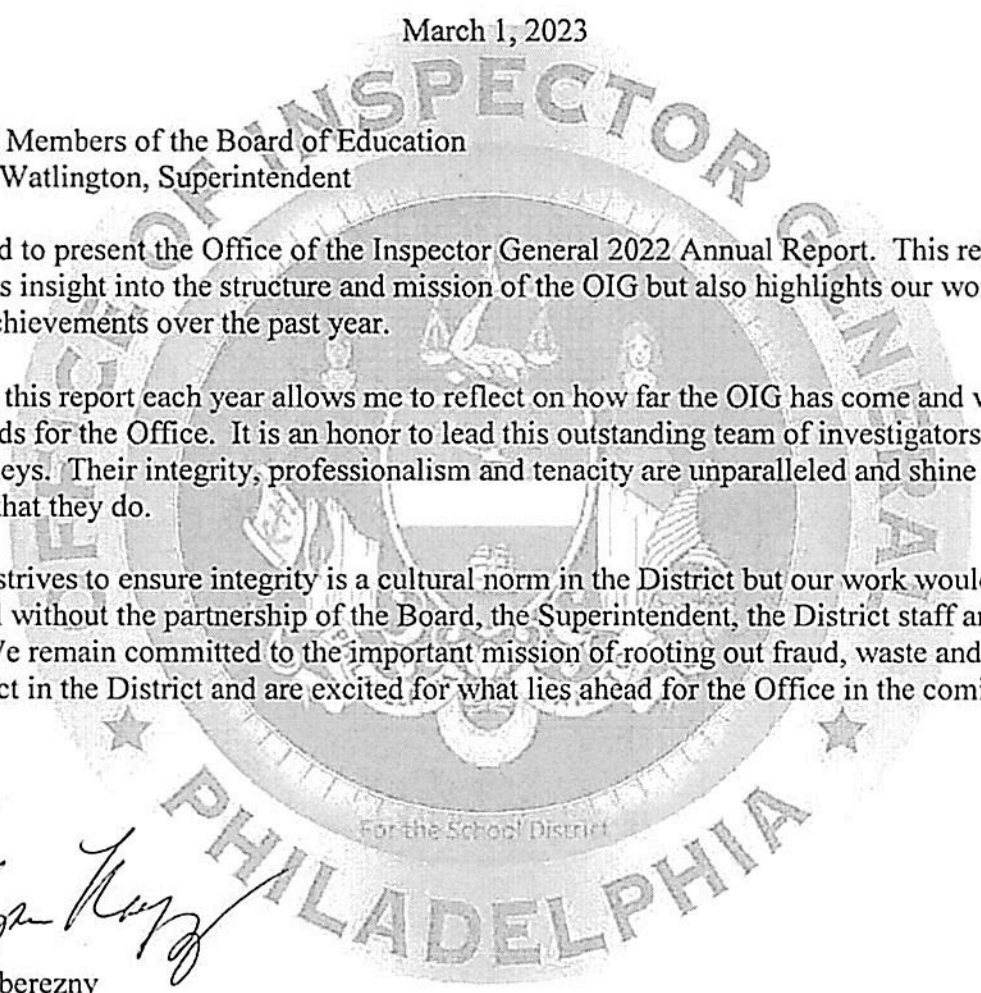 March 1, 2023
OFFICE OF INSPECTOR GENERAL
Members of the Board of Education
Watlington, Superintendent
d to present the Office of the Inspector General 2022 Annual Report. This re
s insight into the structure and mission of the OIG but also highlights our wo
chievements over the past year.
this report each year allows me to reflect on how far the OIG has come and
ds for the Office. It is an honor to lead this outstanding team of investigators
eys. Their integrity, professionalism and tenacity are unparalleled and shine
hat they do.
strives to ensure integrity is a cultural norm in the District but our work woul
without the partnership of the Board, the Superintendent, the District staff a
We remain committed to the important mission of rooting out fraud, waste and
ct in the District and are excited for what lies ahead for the Office in the comi
For the School District
PHILADELPHIA
berezny